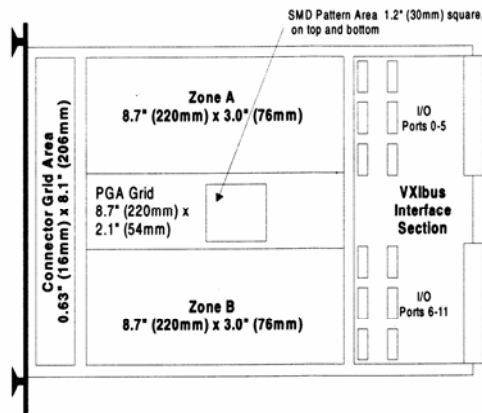 SMD Pattern Area 1.2" (30mm) square,
on top and bottom
Connector Grid Area
0.63" (16mm) x 8.1" (206mm)
Zone A
8.7" (220mm) x 3.0" (76mm)
I/O
Ports 0-5
PGA Grid
8.7" (220mm) x
2.1" (54mm)
VXIbus
Interface
Section
Zone B
8.7" (220mm) x 3.0" (76mm)
I/O
Ports 6-11